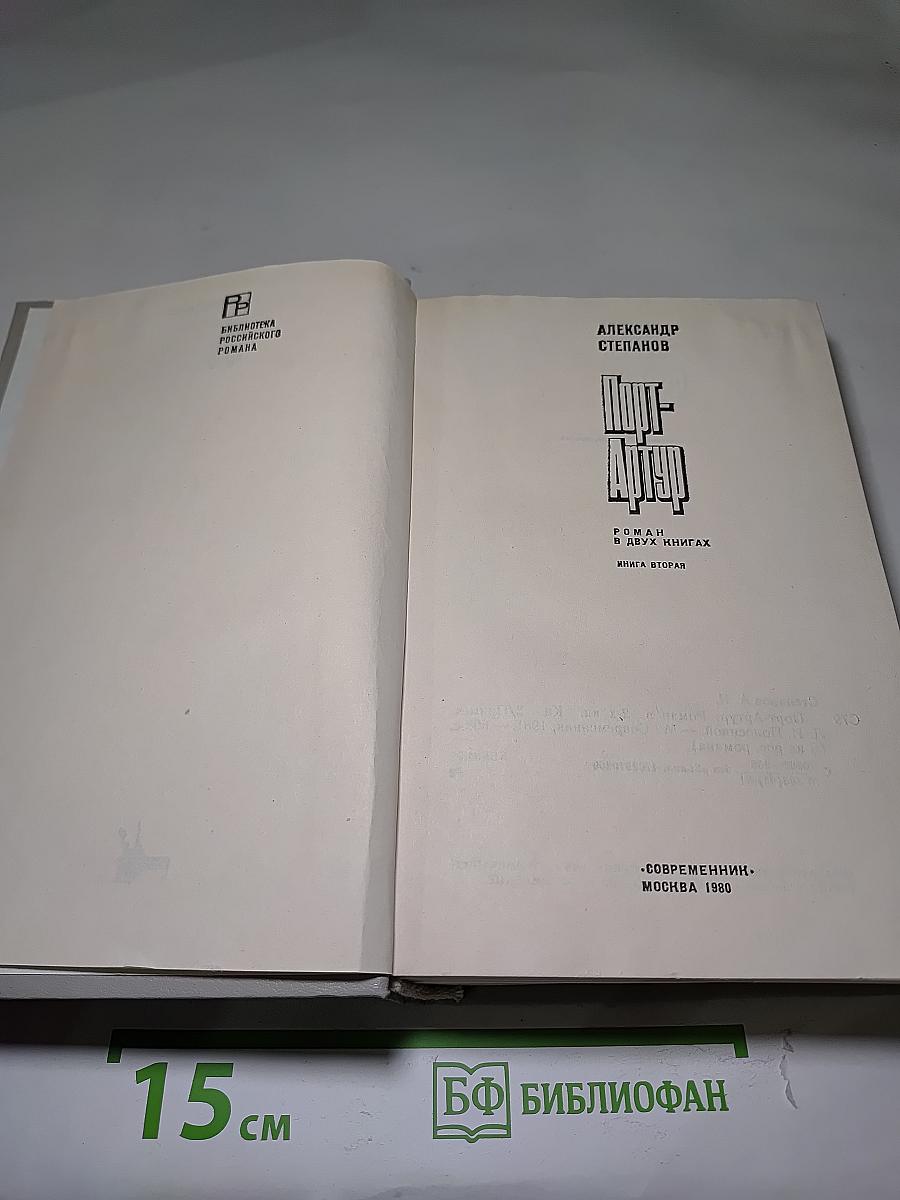 РР
БИБЛИОТЕКА
РОССИЙСКОГО
РОМАНА
АЛЕКСАНДР
СТЕПАНОВ
Порт-
Артур
РОМАН
В ДВУХ КНИГАХ
КНИГА ВТОРАЯ
«СОВРЕМЕННИК»
МОСКВА 1980
15 см
БФ БИБЛИОФАН